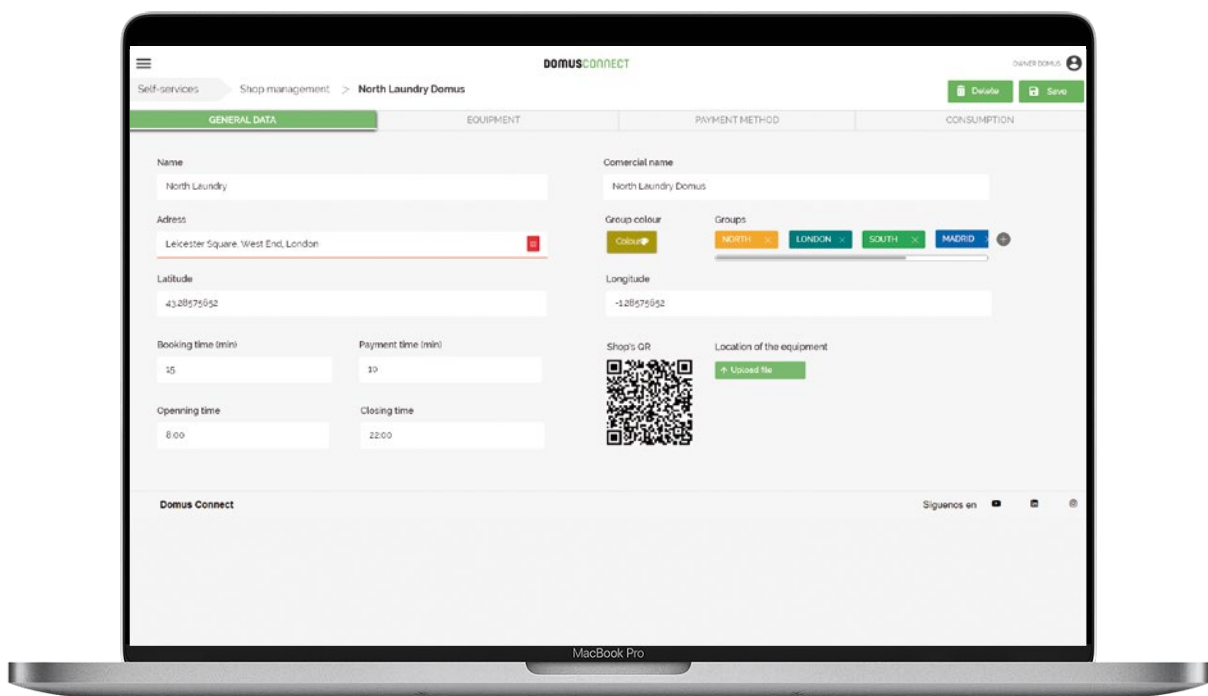 DOMUSCONNECT
OWNER DOMUS
Self-services
Shop management > North Laundry Domus
Delete
Save
GENERAL DATA
EQUIPMENT
PAYMENT METHOD
CONSUMPTION
Name
Comercial name
North Laundry
North Laundry Domus
Adress
Group colour
Groups
Leicester Square, West End, London
Colour
NORTH
LONDON
SOUTH
MADRID
Latitude
Longitude
43.28575652
-1.28575652
Booking time (min)
Payment time (min)
Shop's QR
Location of the equipment
15
10
Upload file
Openning time
Closing time
8:00
22:00
Domus Connect
Siguenos en
MacBook Pro